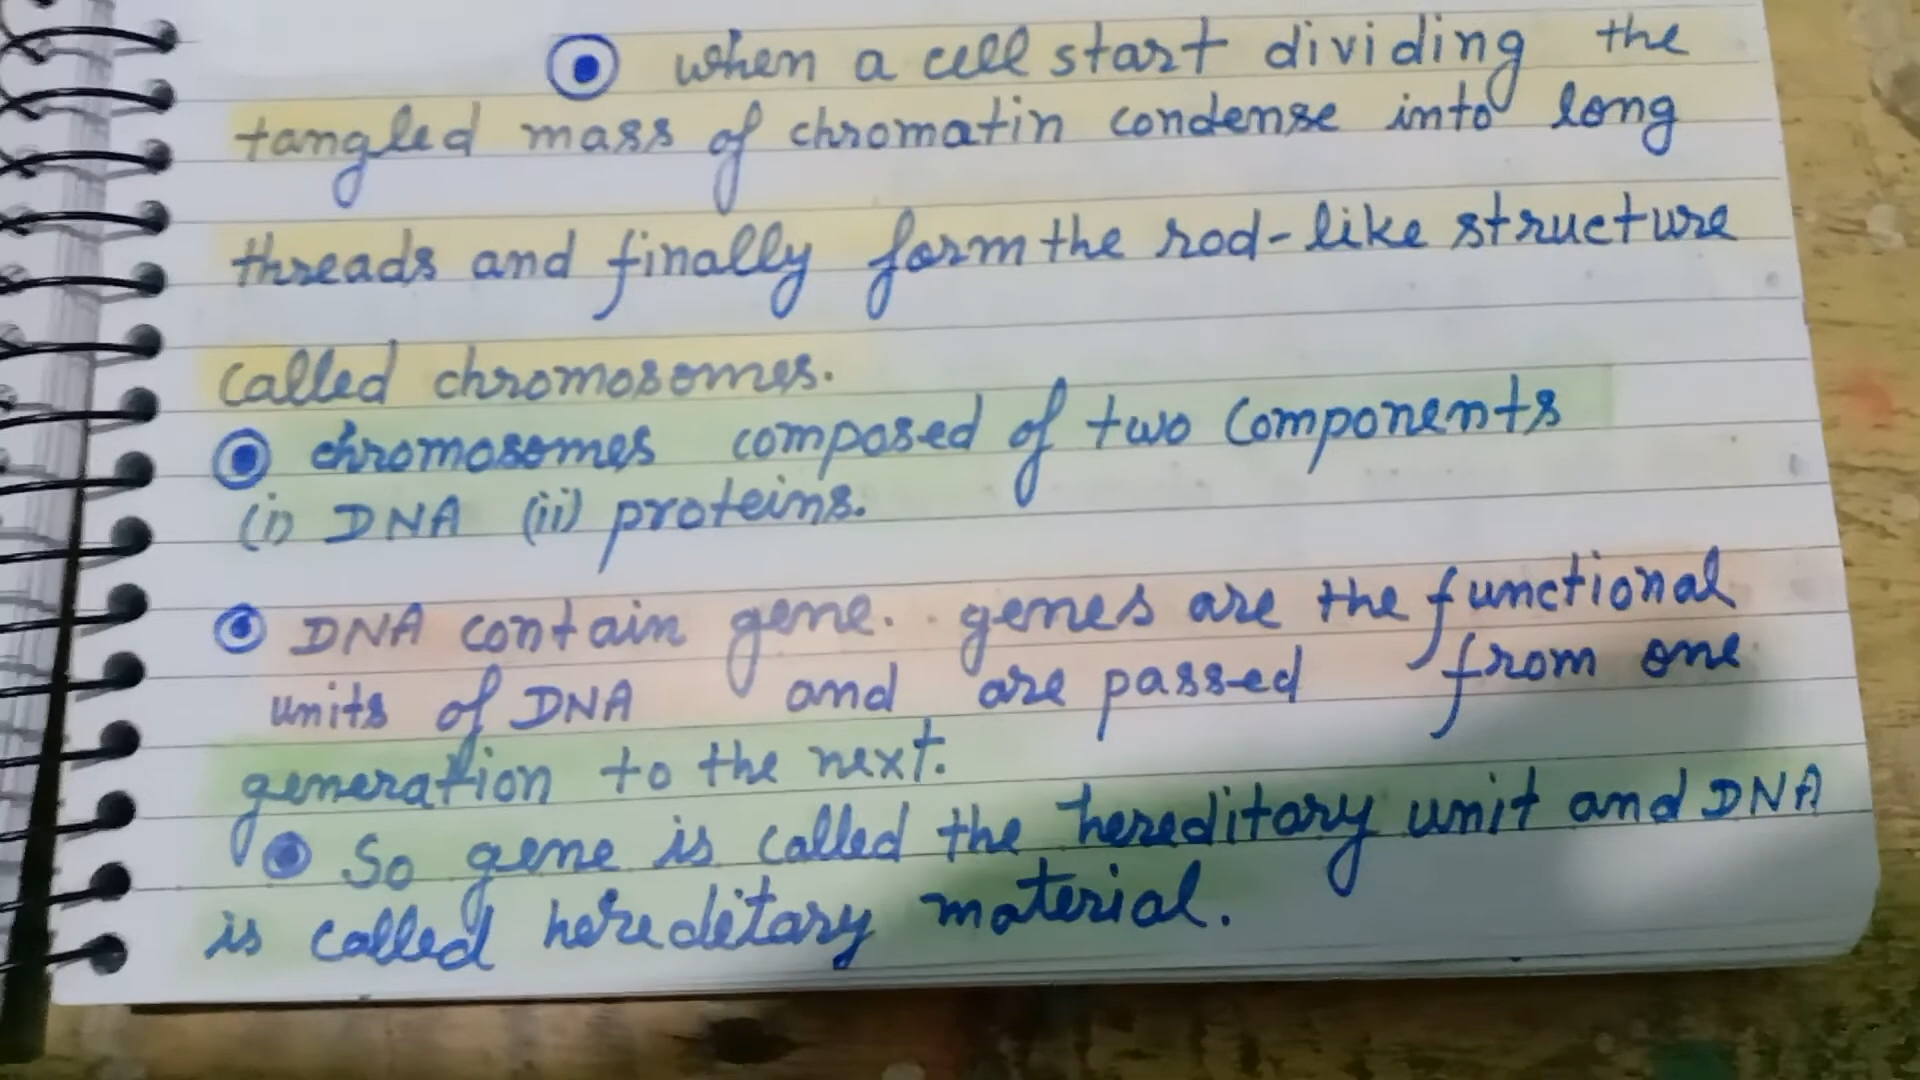 ⦿ when a cell start dividing the
tangled mass of chromatin condense into long
threads and finally form the rod-like structure
called chromosomes.
⦿ chromosomes composed of two components
(i) DNA (ii) proteins.
⦿ DNA contain gene. genes are the functional
units of DNA and are passed from one
generation to the next.
⦿ So gene is called the hereditary unit and DNA
is called hereditary material.